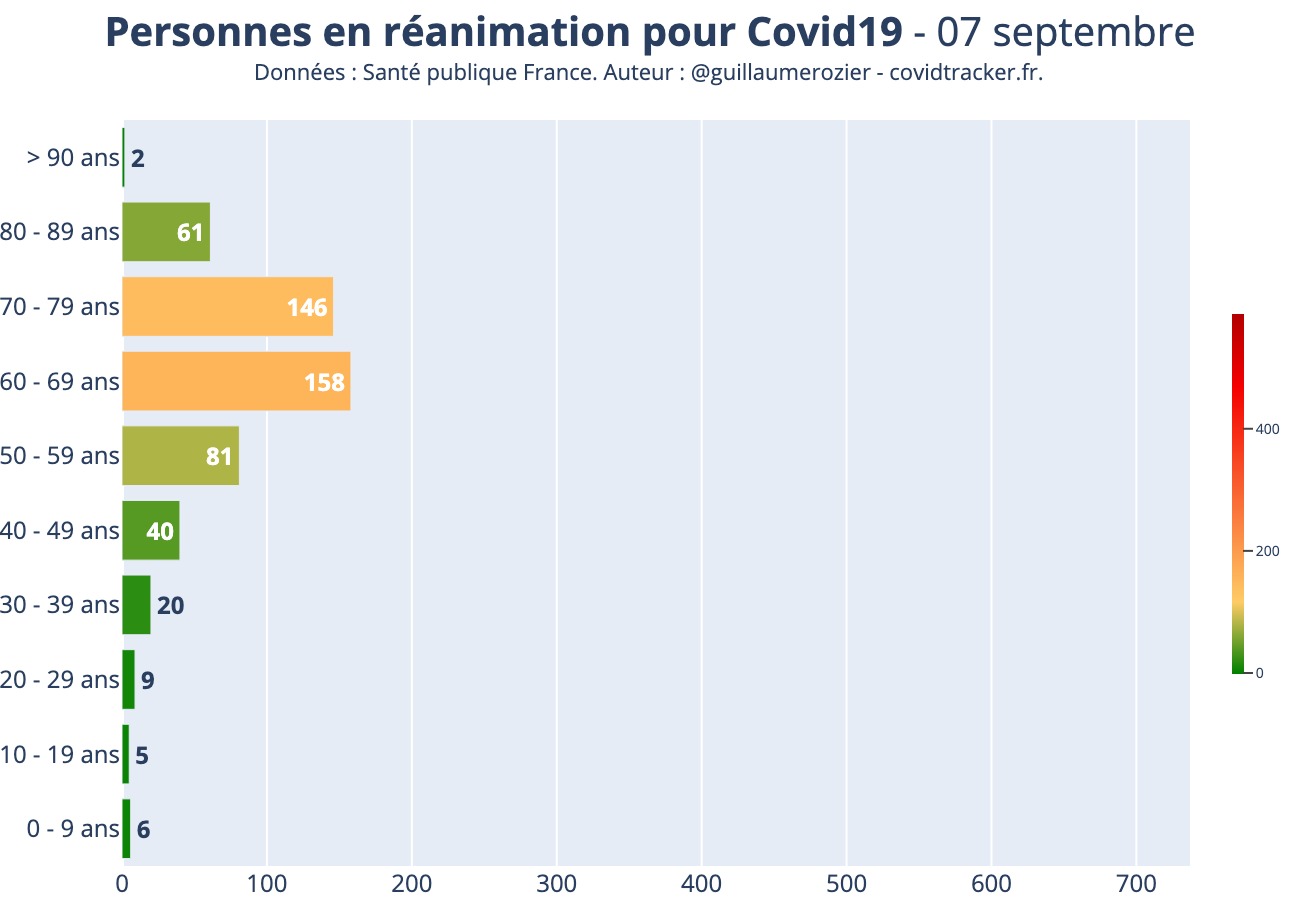 Personnes en réanimation pour Covid19 - 07 septembre
Données : Santé publique France. Auteur : @guillaumerozier - covidtracker.fr.
> 90 ans 2
80 - 89 ans 61
70 - 79 ans 146
60 - 69 ans 158
50 - 59 ans 81
40 - 49 ans 40
30 - 39 ans 20
20 - 29 ans 9
10 - 19 ans 5
0 - 9 ans 6
0 100 200 300 400 500 600 700
400
200
0